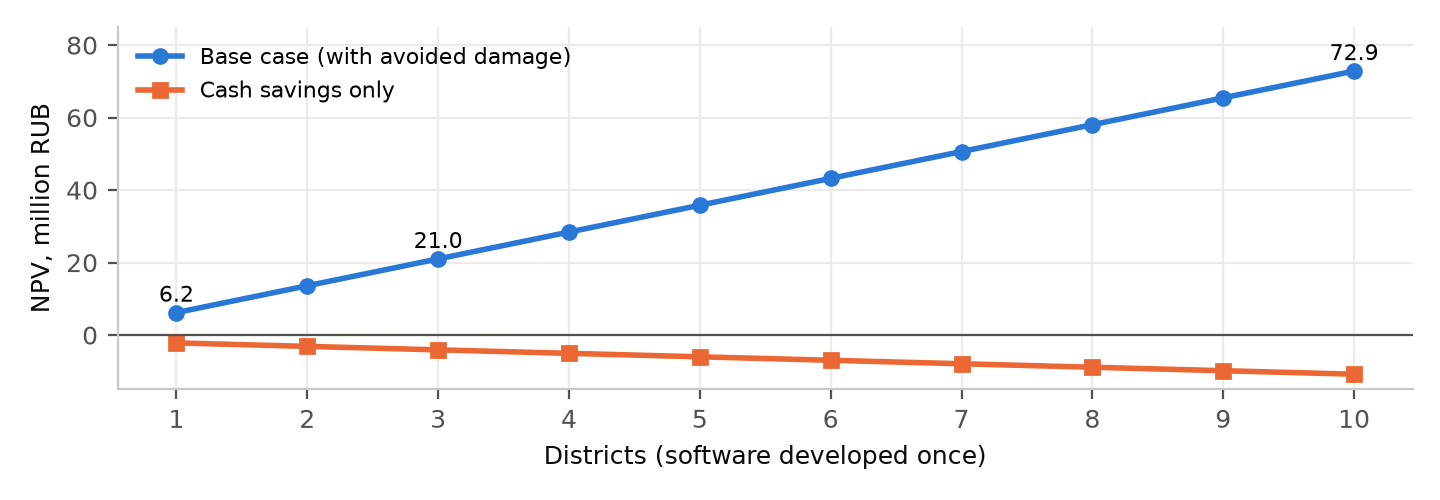 NPV, million RUB
80
60
40
20
0
Base case (with avoided damage)
Cash savings only
6.2
21.0
72.9
1 2 3 4 5 6 7 8 9 10
Districts (software developed once)